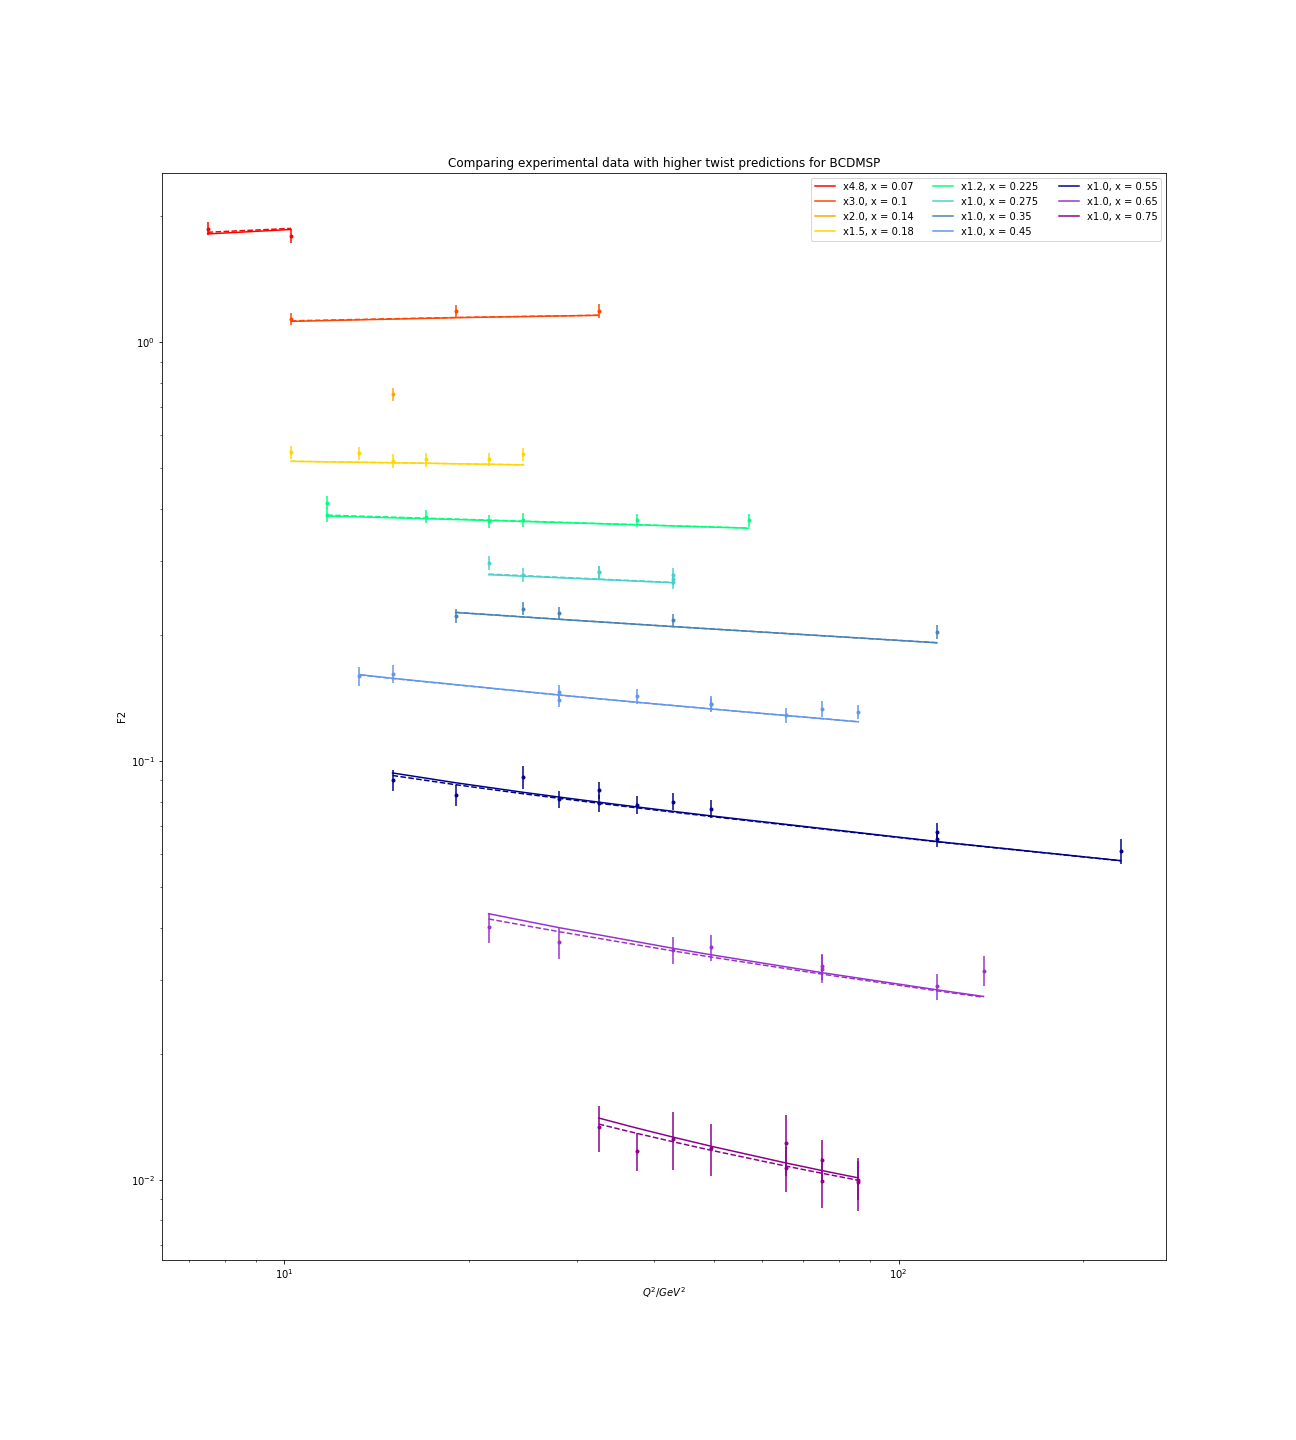 Comparing experimental data with higher twist predictions for BCDMSP
x4.8, x = 0.07
x3.0, x = 0.1
x2.0, x = 0.14
x1.5, x = 0.18
x1.2, x = 0.225
x1.0, x = 0.275
x1.0, x = 0.35
x1.0, x = 0.45
x1.0, x = 0.55
x1.0, x = 0.65
x1.0, x = 0.75
F2
10⁰
10⁻¹
10⁻²
10¹
10²
Q²/GeV²